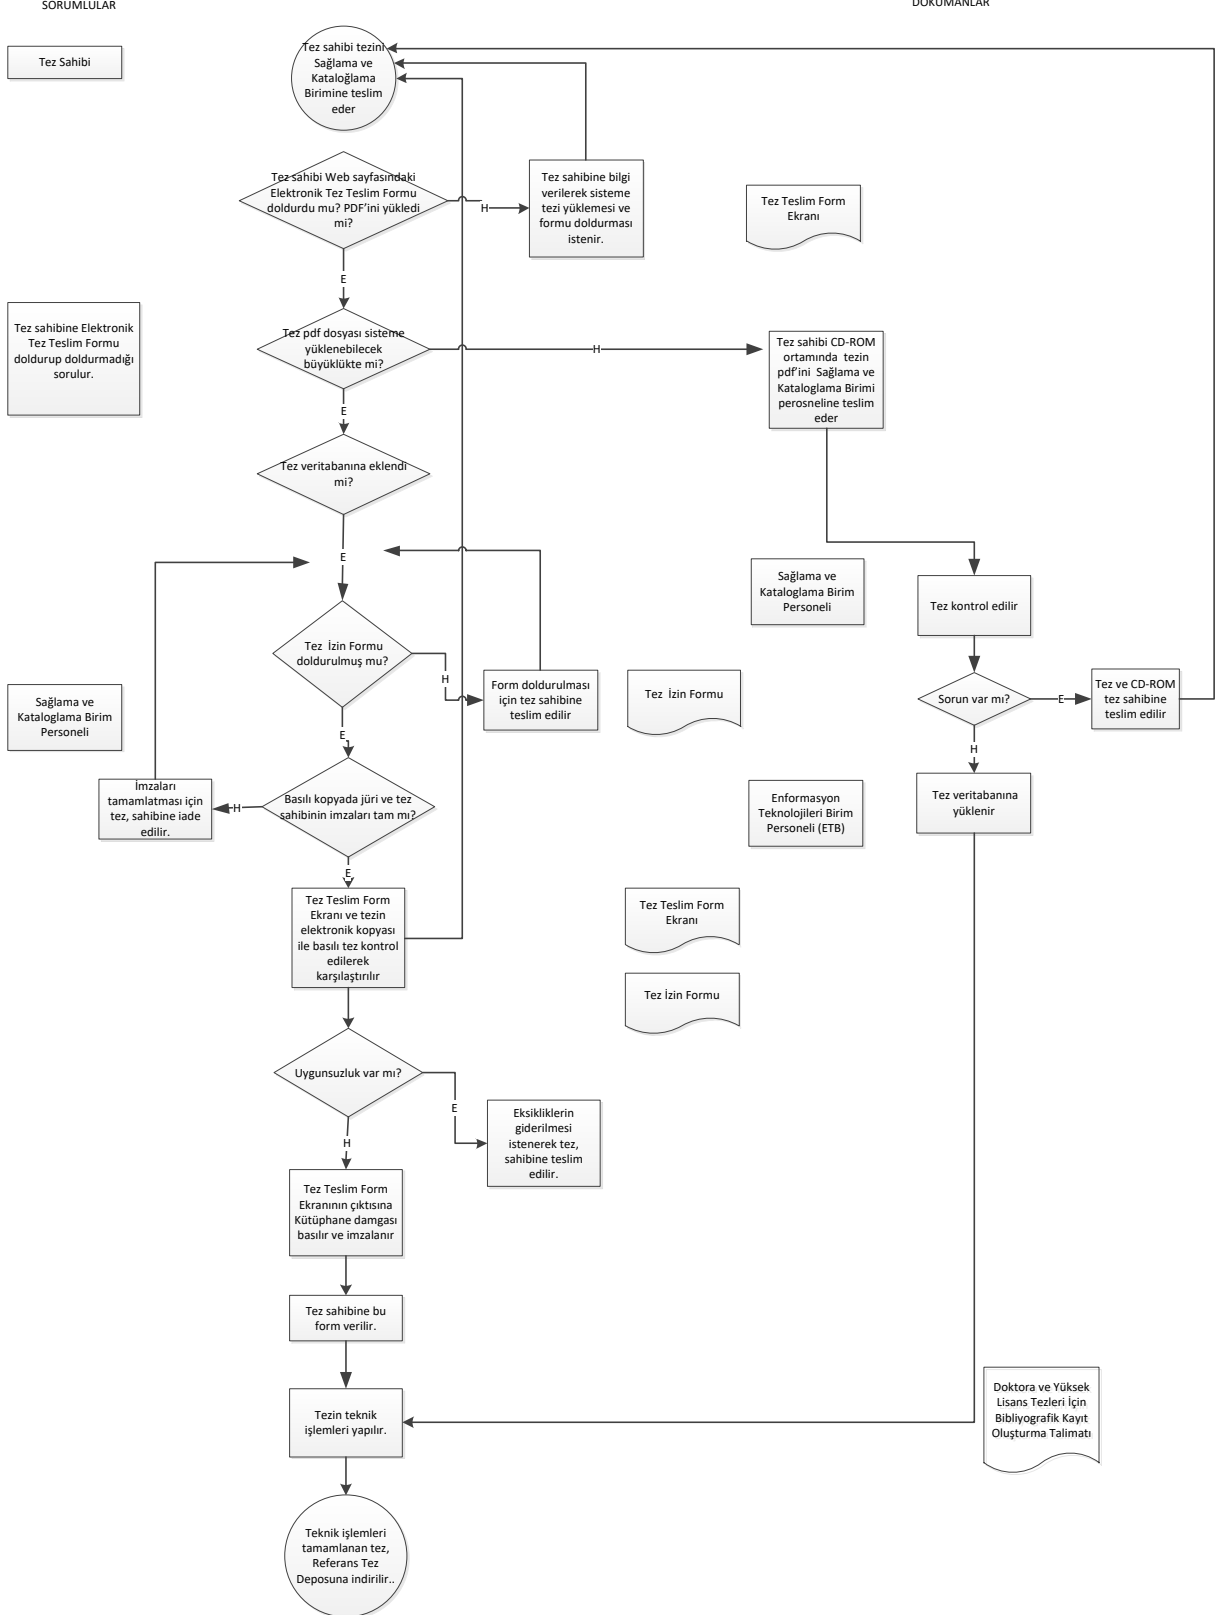 SORUMLULAR
DOKÜMANLAR
Tez Sahibi
Tez sahibi tezini
Sağlama ve
Kataloğlama
Birimine teslim
eder
Tez sahibi Web sayfasındaki
Elektronik Tez Teslim Formu
doldurdu mu? PDF'ini yükledi
mi?
H
Tez sahibine bilgi
verilerek sisteme
tezi yüklemesi ve
formu doldurması
istenir.
Tez Teslim Form
Ekranı
E
Tez sahibine Elektronik
Tez Teslim Formu
doldurup doldurmadığı
sorulur.
Tez pdf dosyası sisteme
yüklenebilecek
büyüklükte mi?
H
Tez sahibi CD-ROM
ortamında tezin
pdf'ini Sağlama ve
Kataloglama Birimi
perosneline teslim
eder
E
Tez veritabanına eklendi
mi?
E
Sağlama ve
Kataloglama Birim
Personeli
Tez kontrol edilir
Tez İzin Formu
doldurulmuş mu?
H
Form doldurulması
için tez sahibine
teslim edilir
Tez İzin Formu
Sorun var mı?
E
Tez ve CD-ROM
tez sahibine
teslim edilir
Sağlama ve
Kataloglama Birim
Personeli
E
H
İmzaları
tamamlatması için
tez, sahibine iade
edilir.
H
Basılı kopyada jüri ve tez
sahibinin imzaları tam mı?
Enformasyon
Teknolojileri Birim
Personeli (ETB)
Tez veritabanına
yüklenir
E
Tez Teslim Form
Ekranı ve tezin
elektronik kopyası
ile basılı tez kontrol
edilerek
karşılaştırılır
Tez Teslim Form
Ekranı
Tez İzin Formu
Uygunsuzluk var mı?
E
Eksikliklerin
giderilmesi
istenerek tez,
sahibine teslim
edilir.
H
Tez Teslim Form
Ekranının çıktısına
Kütüphane damgası
basılır ve imzalanır
Tez sahibine bu
form verilir.
Tezin teknik
işlemleri yapılır.
Doktora ve Yüksek
Lisans Tezleri İçin
Bibliyografik Kayıt
Oluşturma Talimatı
Teknik işlemleri
tamamlanan tez,
Referans Tez
Deposuna indirilir..